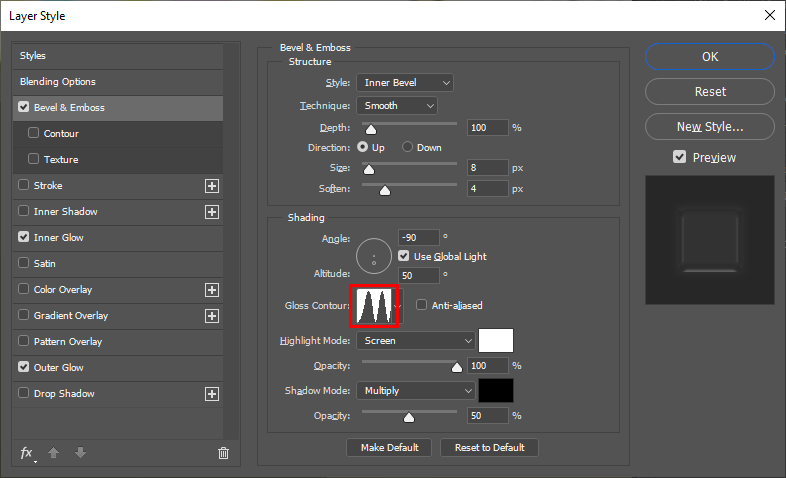 Layer Style
Styles
Blending Options
Bevel & Emboss
Contour
Texture
Stroke
Inner Shadow
Inner Glow
Satin
Color Overlay
Gradient Overlay
Pattern Overlay
Outer Glow
Drop Shadow
fx
Bevel & Emboss
Structure
Style: Inner Bevel
Technique: Smooth
Depth: 100 %
Direction: Up Down
Size: 8 px
Soften: 4 px
Shading
Angle: -90 °
Use Global Light
Altitude: 50 °
Gloss Contour: Anti-aliased
Highlight Mode: Screen
Opacity: 100 %
Shadow Mode: Multiply
Opacity: 50 %
Make Default Reset to Default
OK
Reset
New Style...
Preview